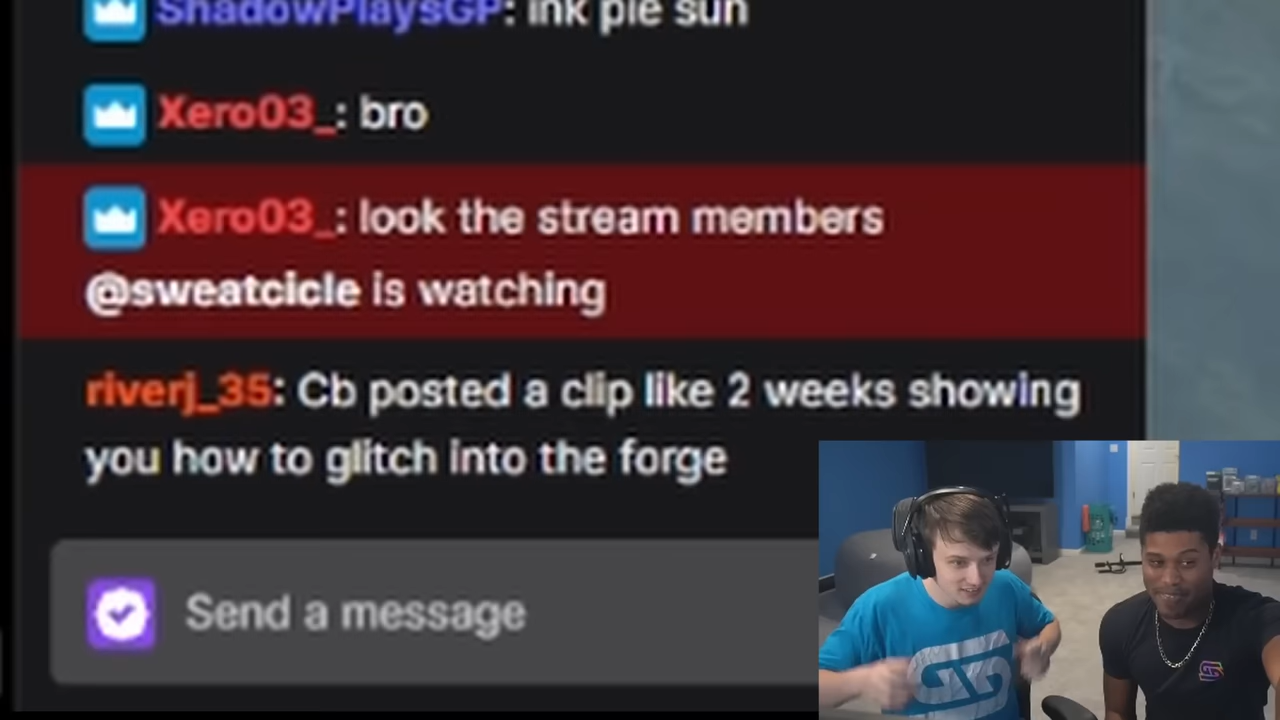 ShadowPlaysGP: ink pie sun
Xero03_: bro
Xero03_: look the stream members
@sweatcicle is watching
riverj_35: Cb posted a clip like 2 weeks showing
you how to glitch into the forge
Send a message